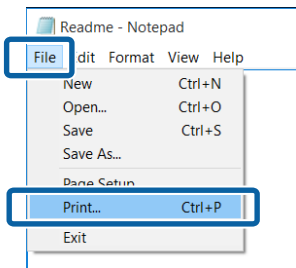 Readme - Notepad
File dit Format View Help
New Ctrl+N
Open... Ctrl+O
Save Ctrl+S
Save As...
Page Setup
Print... Ctrl+P
Exit